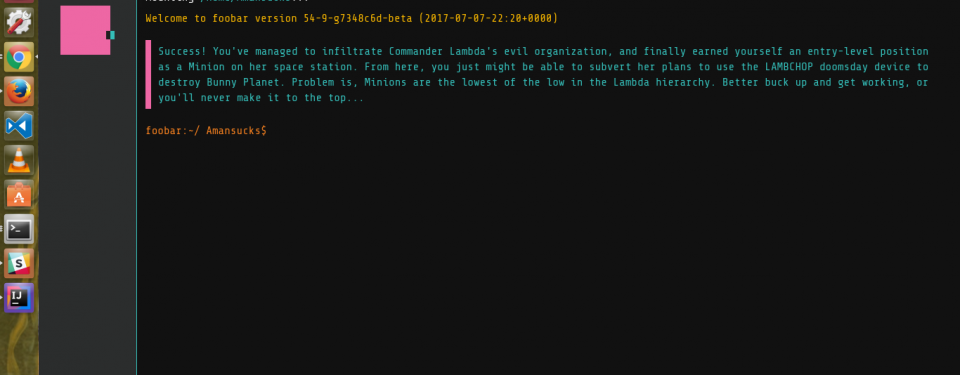 Welcome to foobar version 54-9-g7348c6d-beta (2017-07-07-22:20+0000)
Success! You've managed to infiltrate Commander Lambda's evil organization, and finally earned yourself an entry-level position
as a Minion on her space station. From here, you just might be able to subvert her plans to use the LAMBCHOP doomsday device to
destroy Bunny Planet. Problem is, Minions are the lowest of the low in the Lambda hierarchy. Better buck up and get working, or
you'll never make it to the top...
foobar:~/ Amansucks$
>_
S
A
IJ